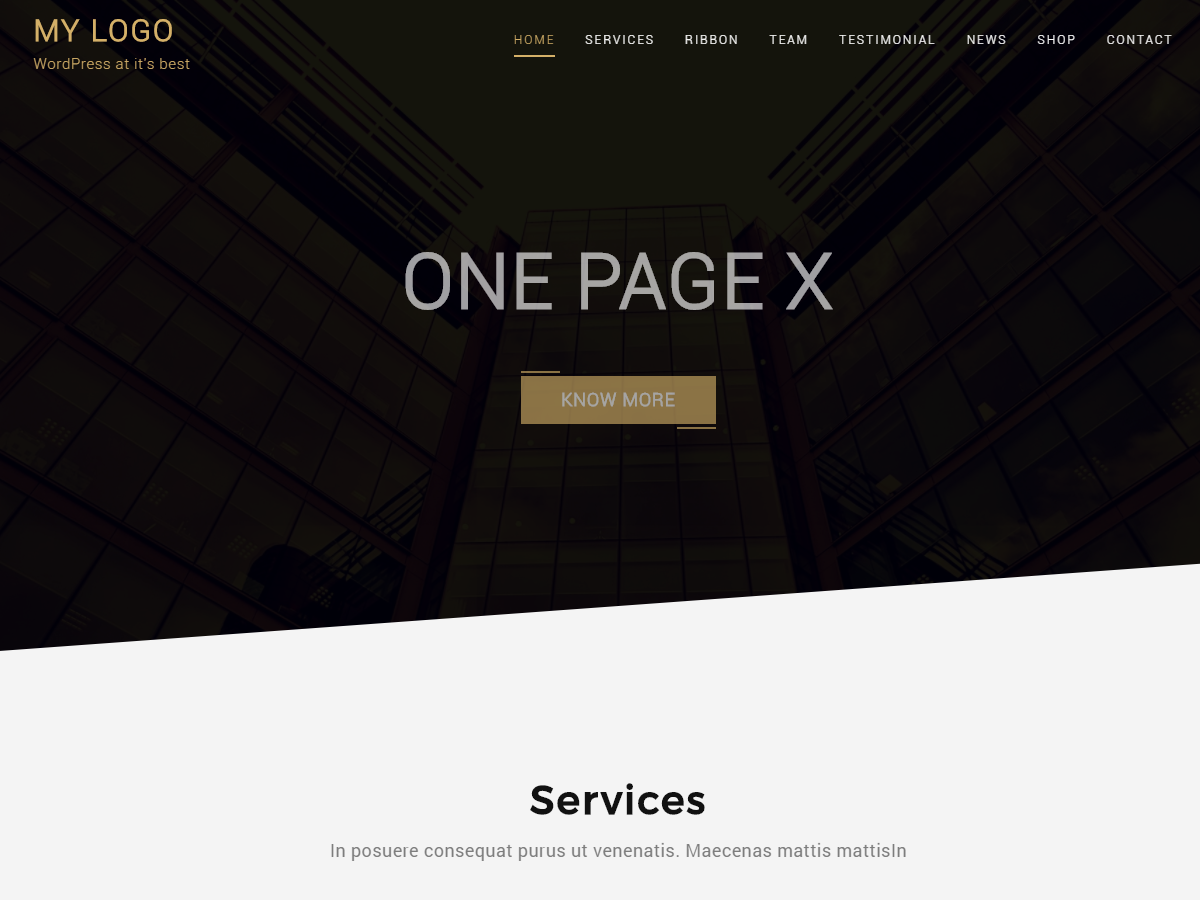 MY LOGO
WordPress at it's best
HOME SERVICES RIBBON TEAM TESTIMONIAL NEWS SHOP CONTACT
ONE PAGE X
KNOW MORE
Services
In posuere consequat purus ut venenatis. Maecenas mattis mattisIn